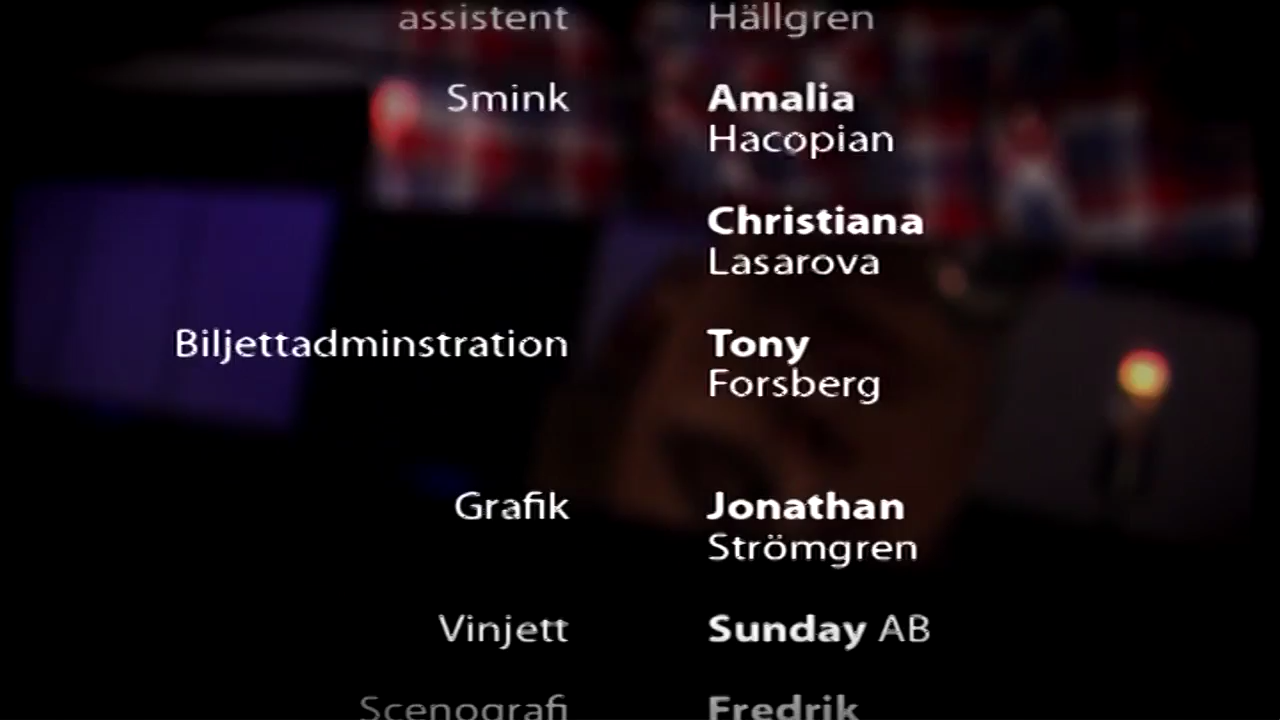 assistent Hällgren
Smink Amalia
Hacopian
Christiana
Lasarova
Biljettadminstration Tony
Forsberg
Grafik Jonathan
Strömgren
Vinjett Sunday AB
Scenografi Fredrik